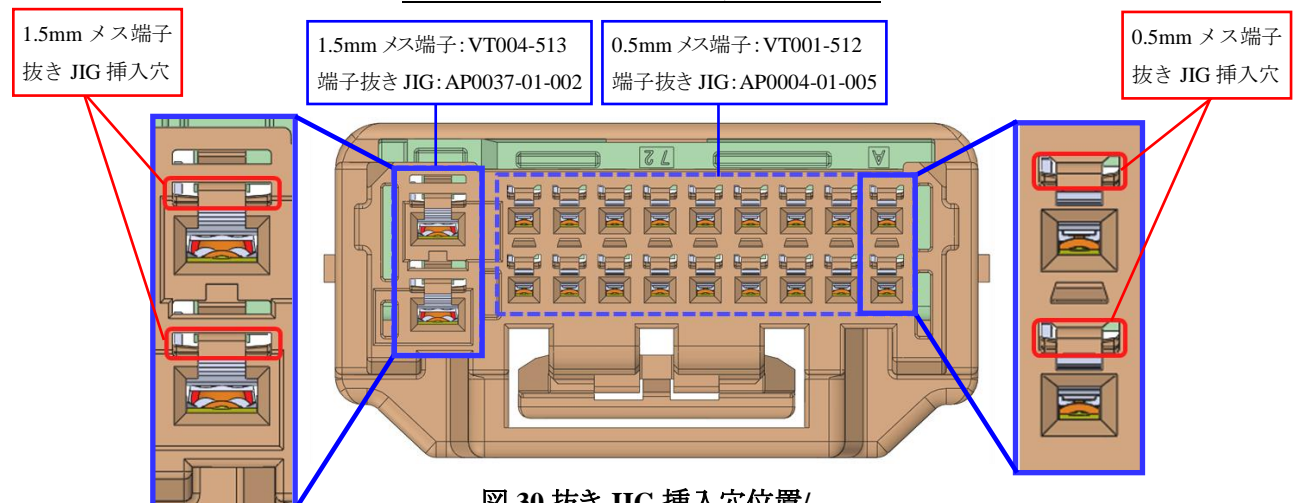 1.5mm メス端子
抜き JIG 挿入穴
1.5mm メス端子:VT004-513
端子抜き JIG:AP0037-01-002
0.5mm メス端子:VT001-512
端子抜き JIG:AP0004-01-005
0.5mm メス端子
抜き JIG 挿入穴
72
A
図 30 抜き JIG 挿入穴位置/